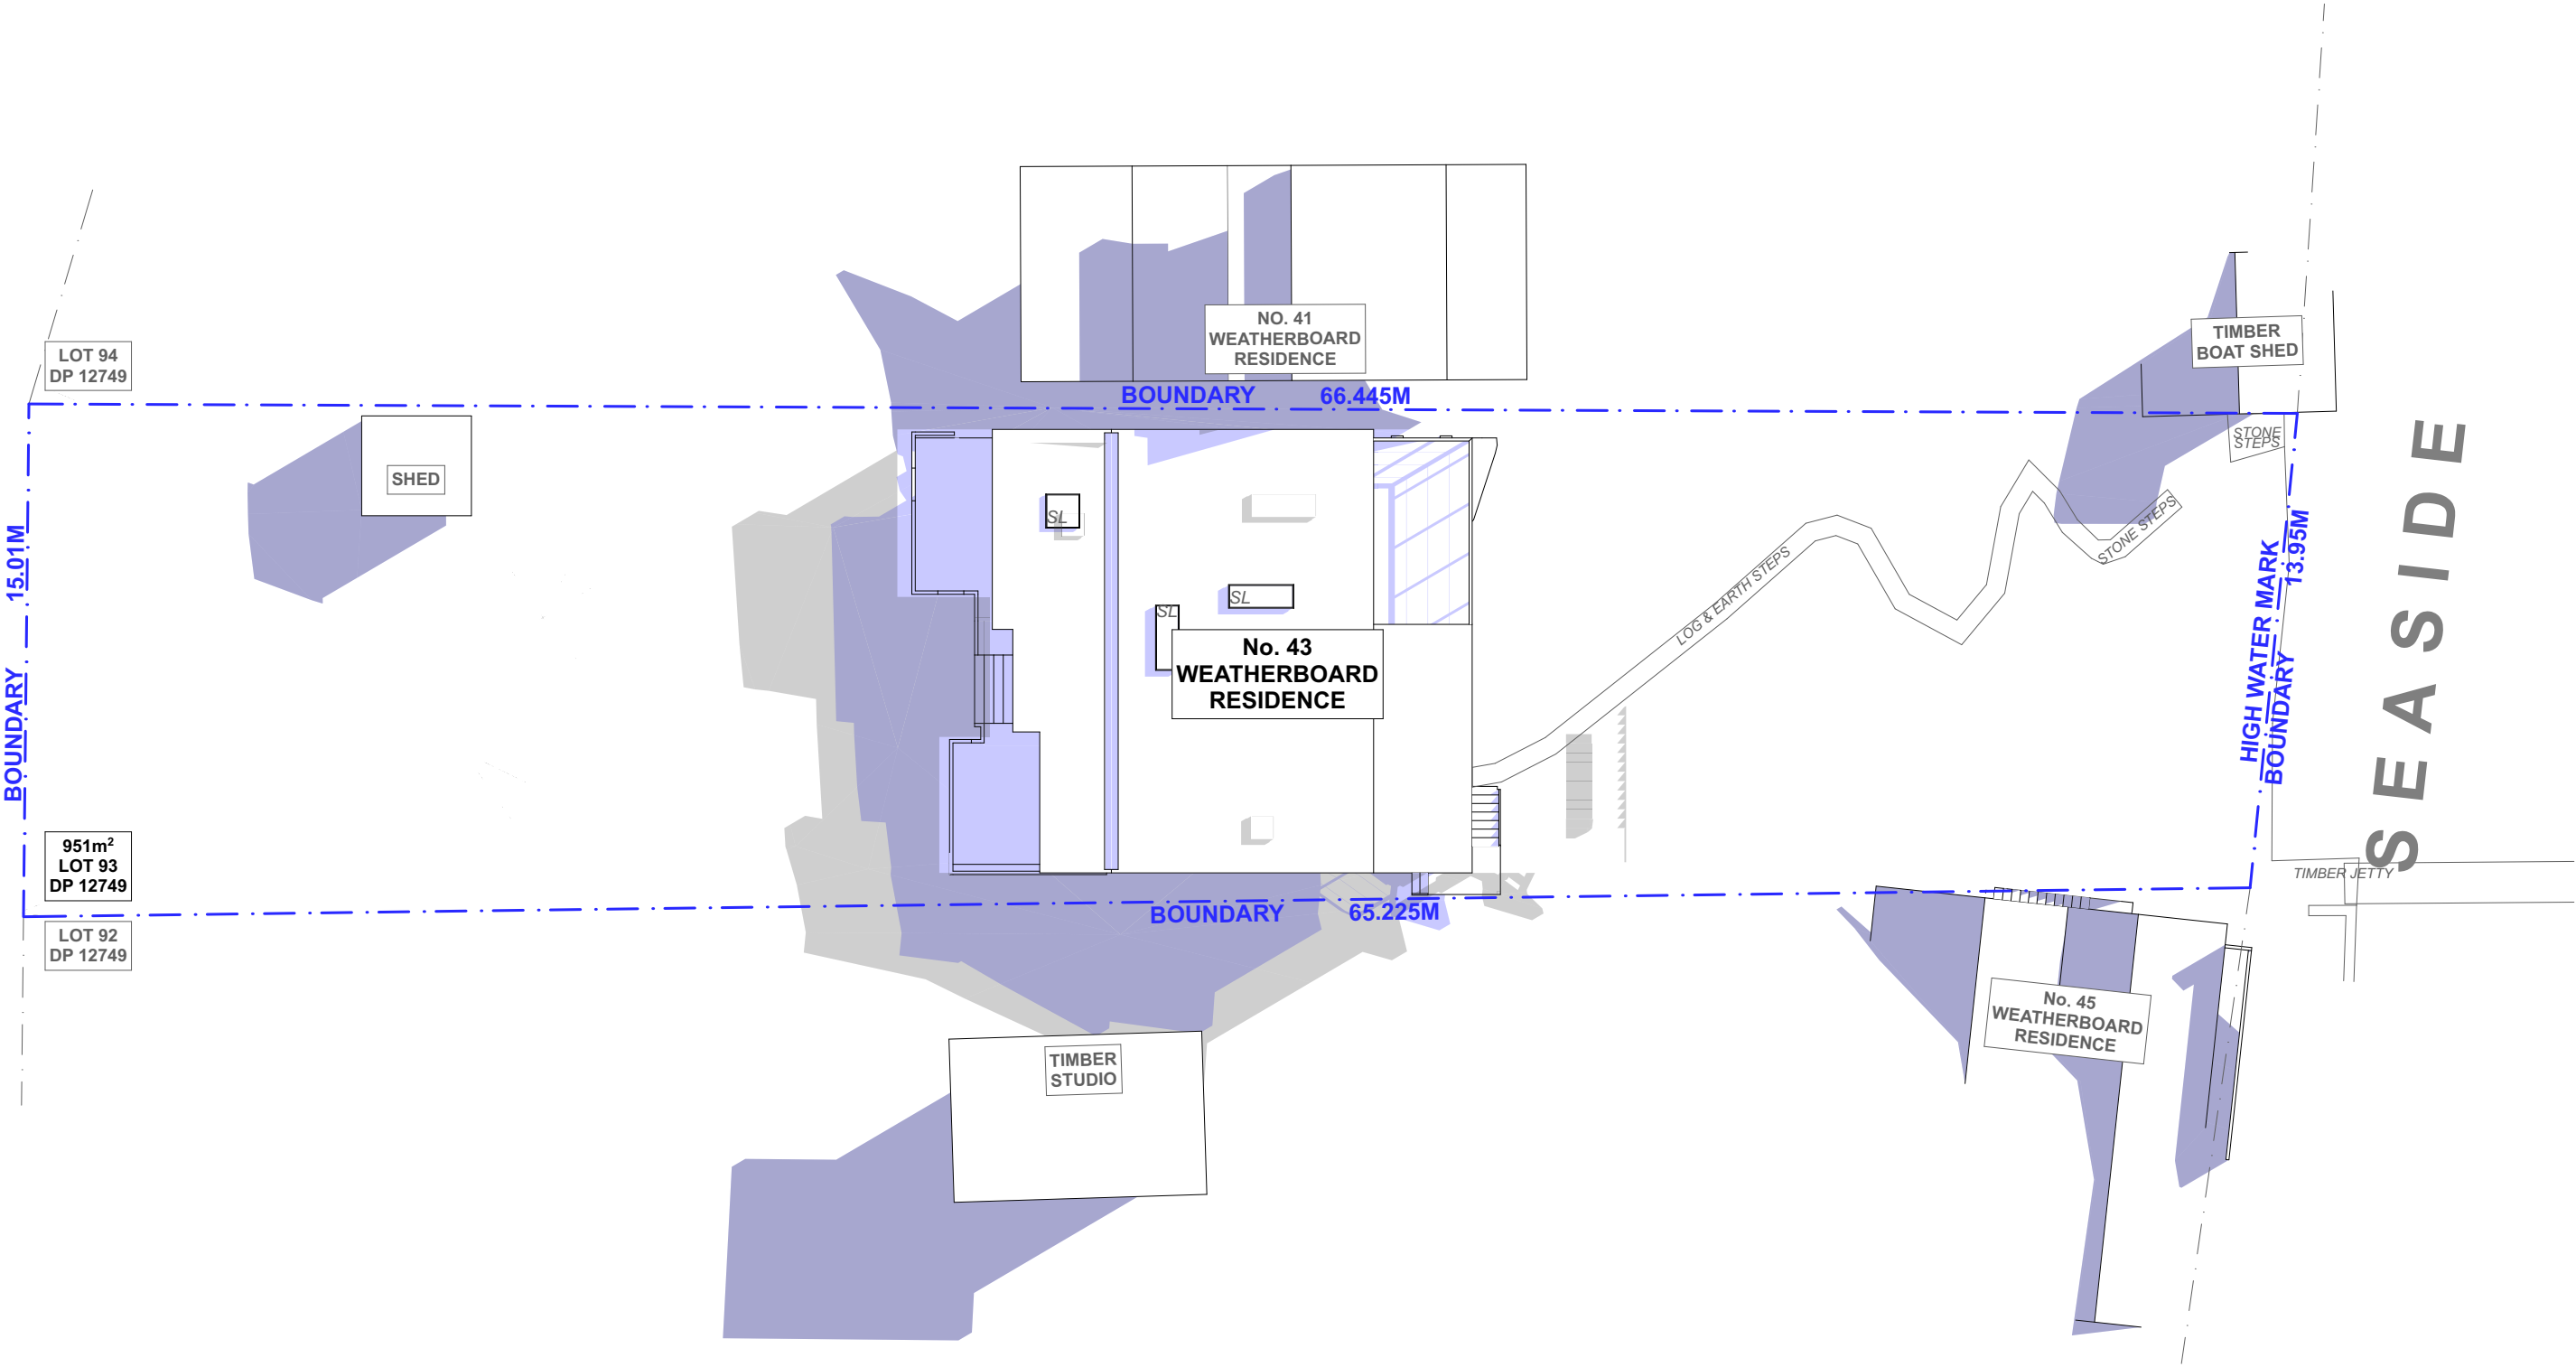 NO. 41
WEATHERBOARD
RESIDENCE
TIMBER
BOAT SHED
LOT 94
DP 12749
BOUNDARY 66.445M
SHED
STONE
STEPS
SEASIDE
SL
STONE STEPS
BOUNDARY 15.01M
HIGH WATER MARK
BOUNDARY 13.95M
LOG & EARTH STEPS
SL
SL
No. 43
WEATHERBOARD
RESIDENCE
951m²
LOT 93
DP 12749
TIMBER JETTY
BOUNDARY 65.225M
LOT 92
DP 12749
No. 45
WEATHERBOARD
RESIDENCE
TIMBER
STUDIO